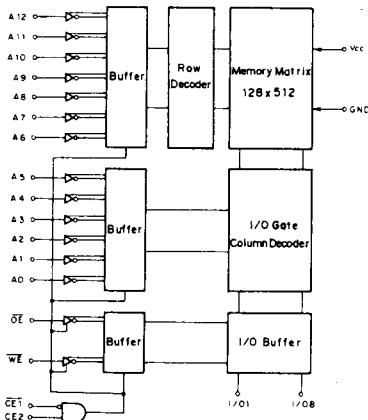 A12
A11
A10
A9
A8
A7
A6
Buffer
Row
Decoder
Memory Matrix
128 x 512
Vcc
GND
A5
A4
A3
A2
A1
A0
Buffer
I/O Gate
Column Decoder
OE
WE
Buffer
I/O Buffer
CE1
CE2
I/O1
I/O8